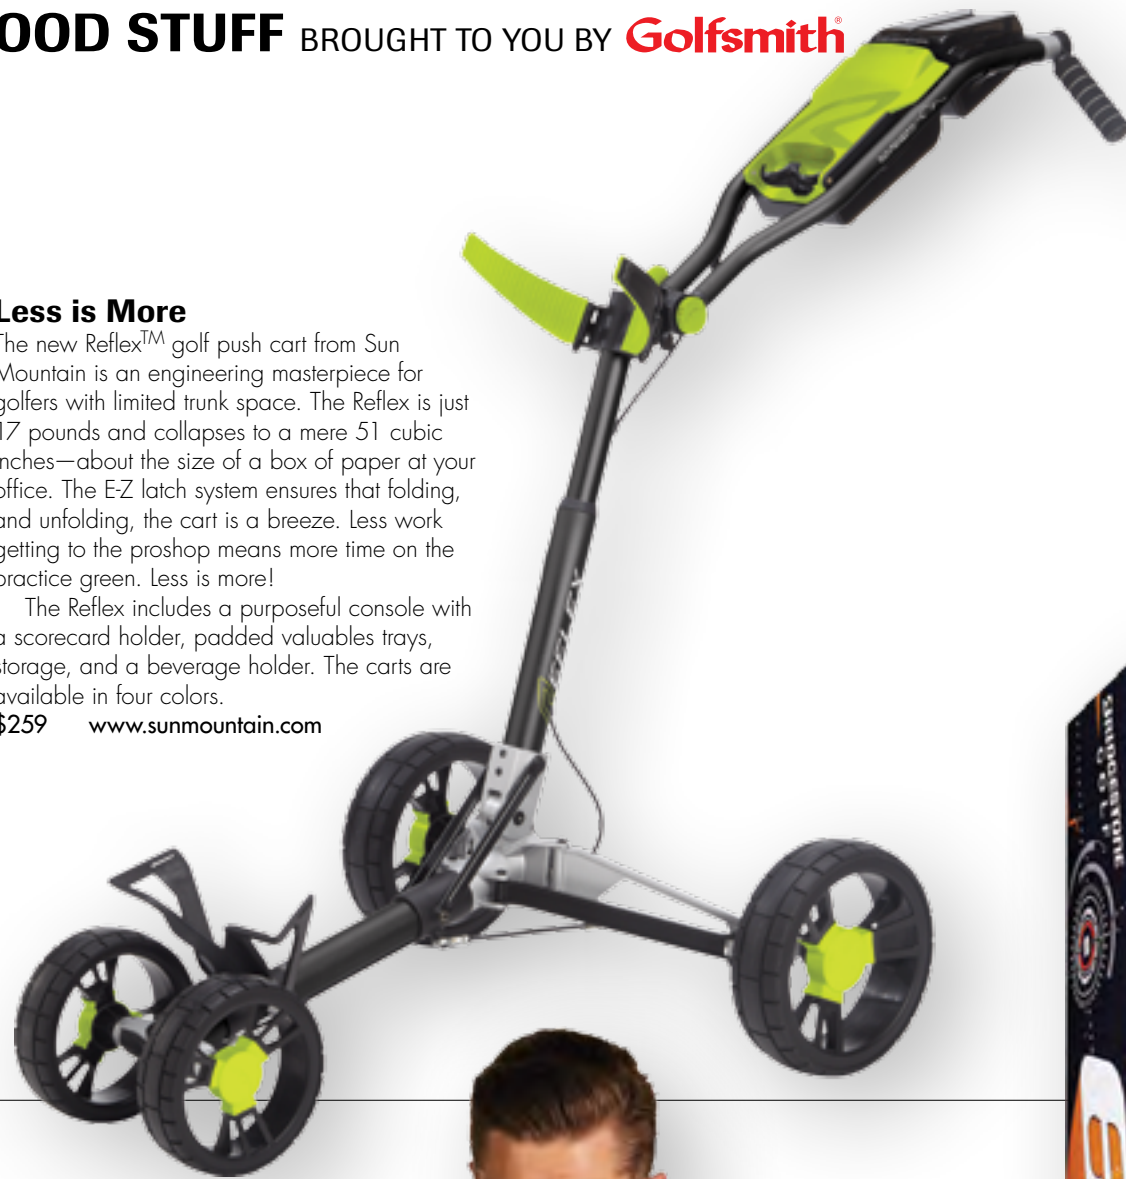 OOD STUFF BROUGHT TO YOU BY Golfsmith®
Less is More
The new Reflex™ golf push cart from Sun
Mountain is an engineering masterpiece for
golfers with limited trunk space. The Reflex is just
17 pounds and collapses to a mere 51 cubic
inches—about the size of a box of paper at your
office. The E-Z latch system ensures that folding,
and unfolding, the cart is a breeze. Less work
getting to the proshop means more time on the
practice green. Less is more!
The Reflex includes a purposeful console with
a scorecard holder, padded valuables trays,
storage, and a beverage holder. The carts are
available in four colors.
$259 www.sunmountain.com
REFLEX
BRIDGESTONE
GOLF